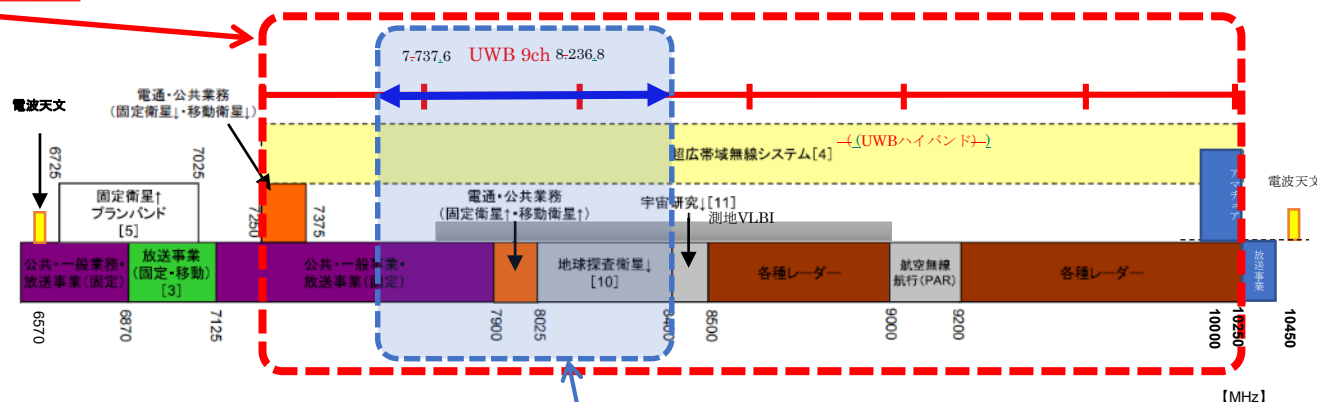 7.737.6 UWB 9ch 8.236.8
電通・公共業務
(固定衛星↓・移動衛星↓)
電波天文
((UWBハイバンド))
超広帯域無線システム[4]
6725
7025
7250
7375
固定衛星↑
プランバンド
[5]
電通・公共業務
(固定衛星↑・移動衛星↑)
宇宙研究↓[11]
測地VLBI
アマチュア
電波天文
公共・一般業務・
放送事業(固定)
放送事業
(固定・移動)
[3]
公共・一般事業・
放送事業(固定)
地球探査衛星↓
[10]
各種レーダー
航空無線
航行(PAR)
各種レーダー
放送事業
6570
6870
7125
7900
8025
8400
8500
9000
9200
10000
10250
10450
【MHz】